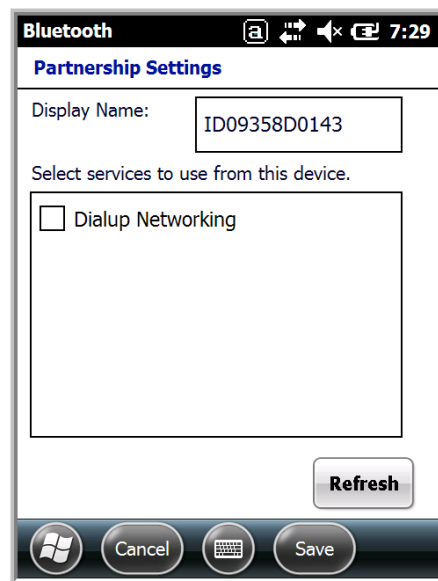 Bluetooth a 7:29
Partnership Settings
Display Name:
ID09358D0143
Select services to use from this device.
Dialup Networking
Refresh
Cancel Save